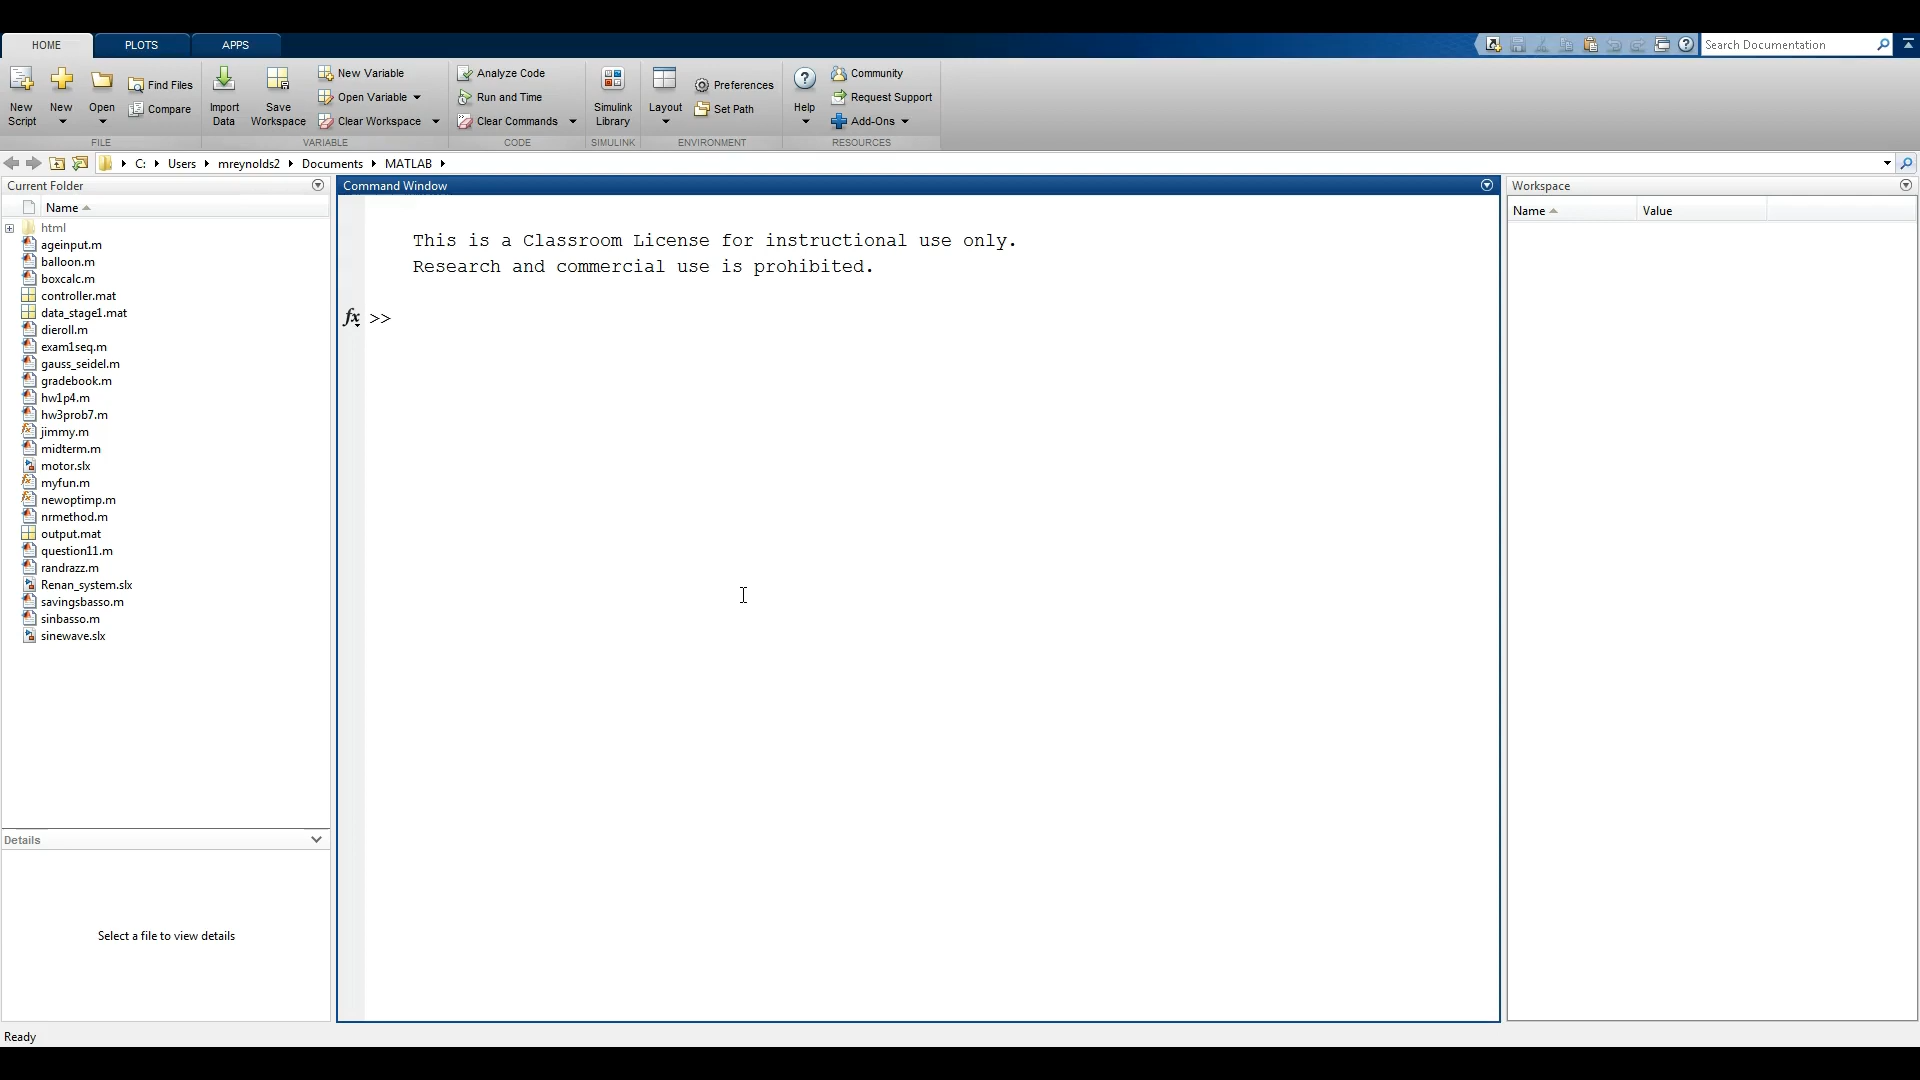 HOME PLOTS APPS Search Documentation
New Script New Open Find Files Compare Import Data Save Workspace New Variable Open Variable Clear Workspace Analyze Code Run and Time Clear Commands Simulink Library Layout Preferences Set Path Help Community Request Support Add-Ons
FILE VARIABLE CODE SIMULINK ENVIRONMENT RESOURCES
C: Users mreynolds2 Documents MATLAB
Current Folder
Name
html
ageinput.m
balloon.m
boxcalc.m
controller.mat
data_stage1.mat
dieroll.m
exam1seq.m
gauss_seidel.m
gradebook.m
hw1p4.m
hw3prob7.m
jimmy.m
midterm.m
motor.slx
myfun.m
newoptimp.m
nrmethod.m
output.mat
question11.m
randrazz.m
Renan_system.slx
savingsbasso.m
sinbasso.m
sinewave.slx
Details
Select a file to view details
Command Window
This is a Classroom License for instructional use only.
Research and commercial use is prohibited.
fx >>
Workspace
Name Value
Ready